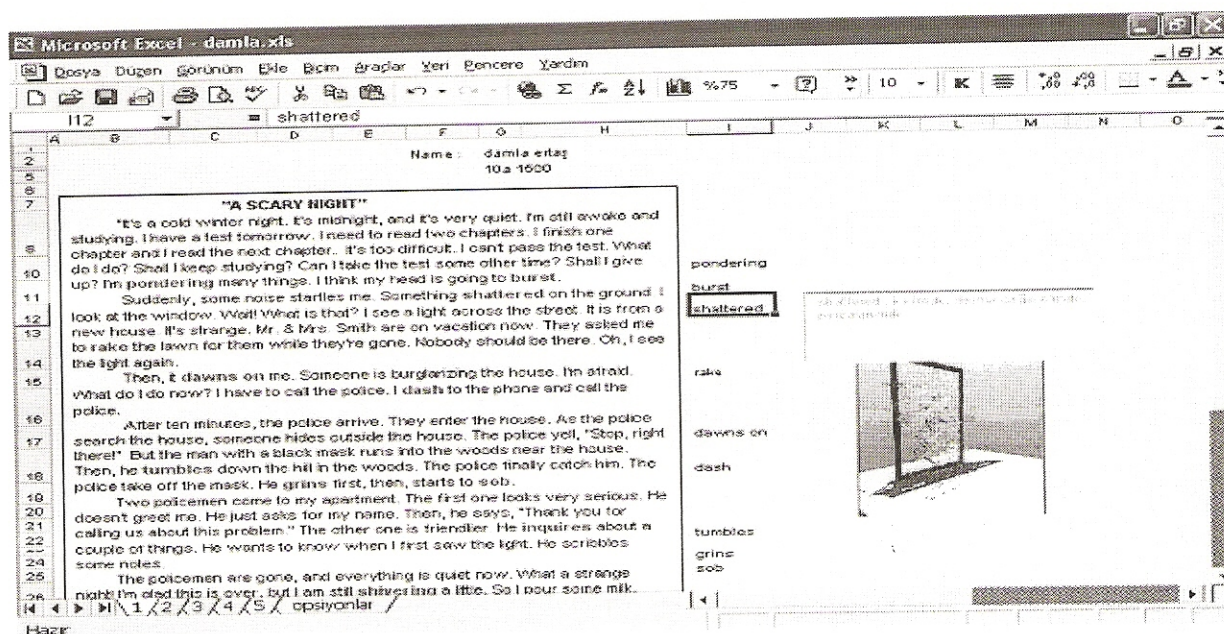 Microsoft Excel - damla.xls
Dosya Düzen Görünüm Ekle Biçim Araçlar Veri Pencere Yardım
%75 10 K
I12 = shattered
A B C D E F G H I J K L M N O
Name: damla ertaş
10a 1600
"A SCARY NIGHT"
"It's a cold winter night. It's midnight, and it's very quiet. I'm still awake and
studying. I have a test tomorrow. I need to read two chapters. I finish one
chapter and I read the next chapter.. It's too difficult. I can't pass the test. What
do I do? Shall I keep studying? Can I take the test some other time? Shall I give
up? I'm pondering many things. I think my head is going to burst.
Suddenly, some noise startles me. Something shattered on the ground. I
look at the window. Wait! What is that? I see a light across the street. It is from a
new house. It's strange. Mr. & Mrs. Smith are on vacation now. They asked me
to rake the lawn for them while they're gone. Nobody should be there. Oh, I see
the light again.
Then, it dawns on me. Someone is burglarizing the house. I'm afraid.
What do I do now? I have to call the police. I dash to the phone and call the
police.
After ten minutes, the police arrive. They enter the house. As the police
search the house, someone hides outside the house. The police yell, "Stop, right
there!" But the man with a black mask runs into the woods near the house.
Then, he tumbles down the hill in the woods. The police finally catch him. The
police take off the mask. He grins first, then, starts to sob.
Two policemen come to my apartment. The first one looks very serious. He
doesn't greet me. He just asks for my name. Then, he says, "Thank you for
calling us about this problem." The other one is friendlier. He inquires about a
couple of things. He wants to know when I first saw the light. He scribbles
some notes.
The policemen are gone, and everything is quiet now. What a strange
night! I'm glad this is over, but I am still shivering a little. So I pour some milk.
pondering
burst
shattered
rake
dawns on
dash
tumbles
grins
sob
shattered
1 2 3 4 5 opsiyonlar
Hazır